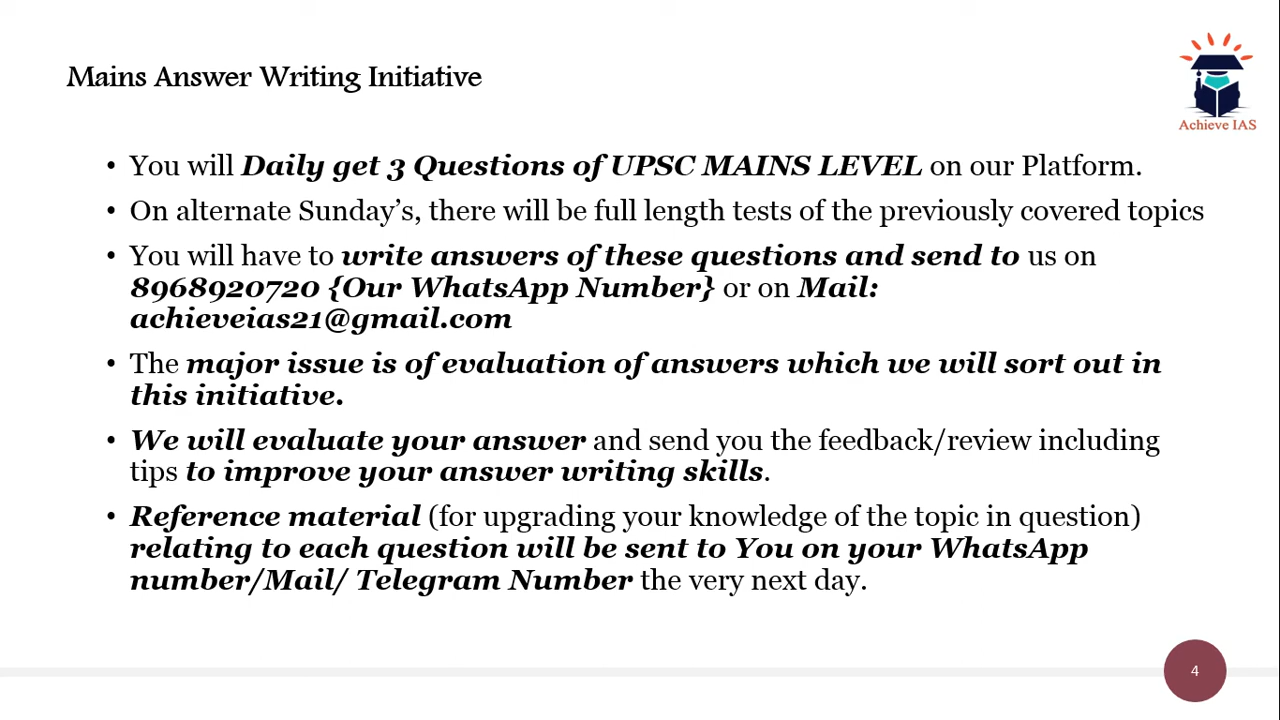 Mains Answer Writing Initiative
Achieve IAS
• You will Daily get 3 Questions of UPSC MAINS LEVEL on our Platform.
• On alternate Sunday’s, there will be full length tests of the previously covered topics
• You will have to write answers of these questions and send to us on
8968920720 {Our WhatsApp Number} or on Mail:
achieveias21@gmail.com
• The major issue is of evaluation of answers which we will sort out in
this initiative.
• We will evaluate your answer and send you the feedback/review including
tips to improve your answer writing skills.
• Reference material (for upgrading your knowledge of the topic in question)
relating to each question will be sent to You on your WhatsApp
number/Mail/ Telegram Number the very next day.
4